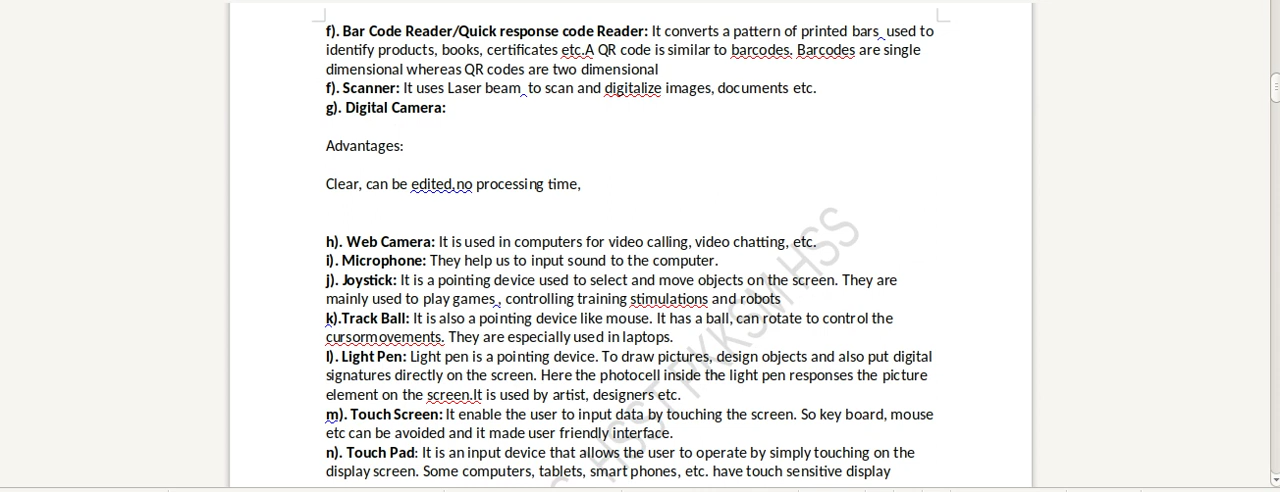 f). Bar Code Reader/Quick response code Reader: It converts a pattern of printed bars used to
identify products, books, certificates etc.A QR code is similar to barcodes. Barcodes are single
dimensional whereas QR codes are two dimensional
f). Scanner: It uses Laser beam to scan and digitalize images, documents etc.
g). Digital Camera:
Advantages:
Clear, can be edited,no processing time,
h). Web Camera: It is used in computers for video calling, video chatting, etc.
i). Microphone: They help us to input sound to the computer.
j). Joystick: It is a pointing device used to select and move objects on the screen. They are
mainly used to play games , controlling training stimulations and robots
k).Track Ball: It is also a pointing device like mouse. It has a ball, can rotate to control the
cursormovements. They are especially used in laptops.
l). Light Pen: Light pen is a pointing device. To draw pictures, design objects and also put digital
signatures directly on the screen. Here the photocell inside the light pen responses the picture
element on the screen.It is used by artist, designers etc.
m). Touch Screen: It enable the user to input data by touching the screen. So key board, mouse
etc can be avoided and it made user friendly interface.
n). Touch Pad: It is an input device that allows the user to operate by simply touching on the
display screen. Some computers, tablets, smart phones, etc. have touch sensitive display
HSST PKKSM HSS